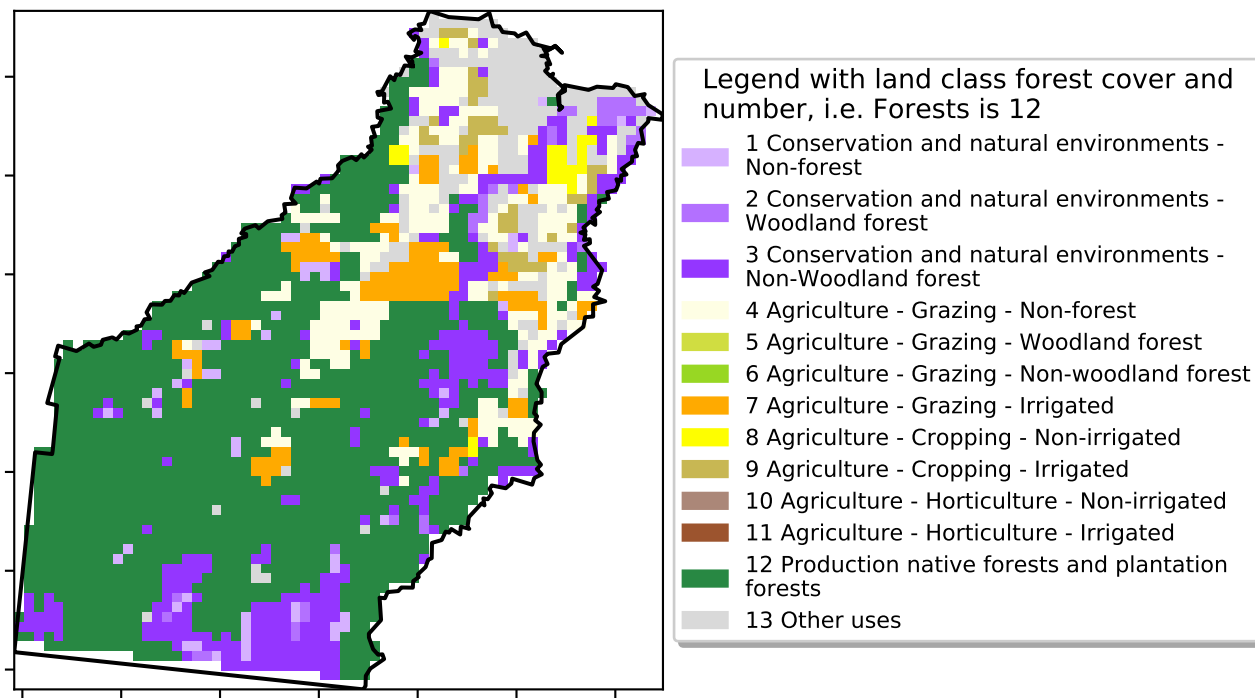 Legend with land class forest cover and
number, i.e. Forests is 12
1 Conservation and natural environments -
Non-forest
2 Conservation and natural environments -
Woodland forest
3 Conservation and natural environments -
Non-Woodland forest
4 Agriculture - Grazing - Non-forest
5 Agriculture - Grazing - Woodland forest
6 Agriculture - Grazing - Non-woodland forest
7 Agriculture - Grazing - Irrigated
8 Agriculture - Cropping - Non-irrigated
9 Agriculture - Cropping - Irrigated
10 Agriculture - Horticulture - Non-irrigated
11 Agriculture - Horticulture - Irrigated
12 Production native forests and plantation
forests
13 Other uses